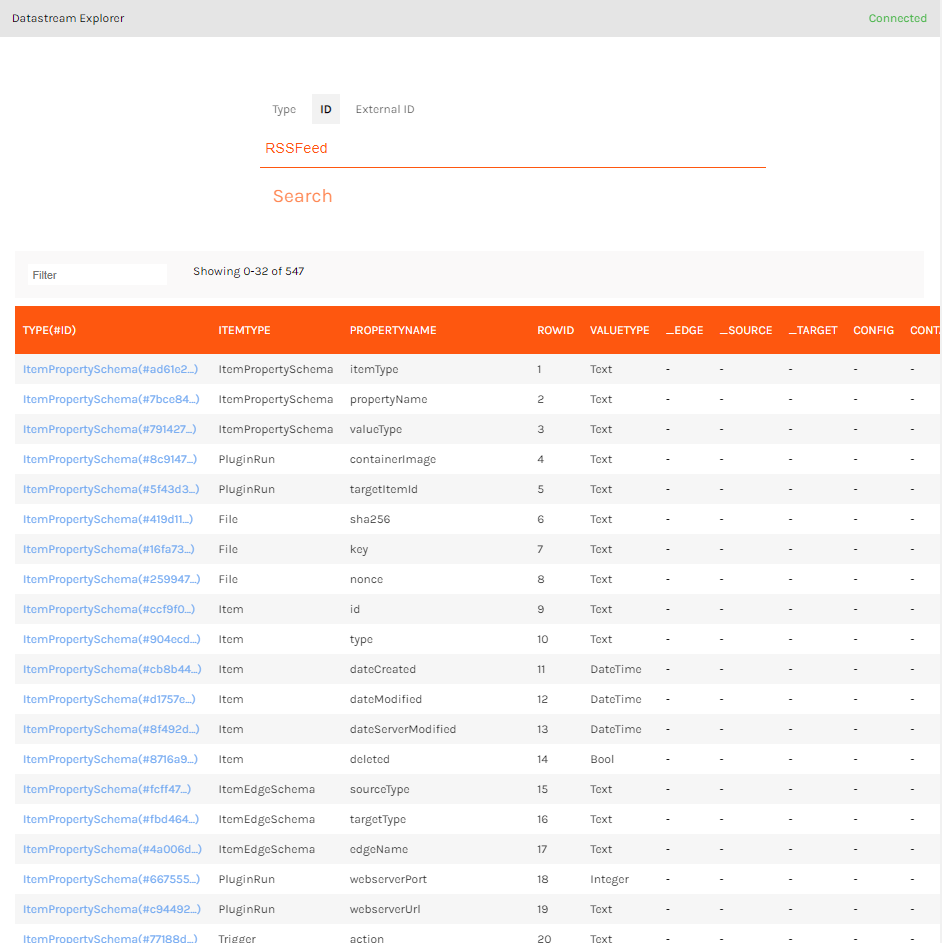 Datastream Explorer Connected
Type ID External ID
RSSFeed
Search
Filter Showing 0-32 of 547
TYPE(#ID) ITEMTYPE PROPERTYNAME ROWID VALUETYPE _EDGE _SOURCE _TARGET CONFIG CONT
ItemPropertySchema(#ad61e2...) ItemPropertySchema itemType 1 Text - - - - -
ItemPropertySchema(#7bce84...) ItemPropertySchema propertyName 2 Text - - - - -
ItemPropertySchema(#791427...) ItemPropertySchema valueType 3 Text - - - - -
ItemPropertySchema(#8c9147...) PluginRun containerImage 4 Text - - - - -
ItemPropertySchema(#5f43d3...) PluginRun targetItemId 5 Text - - - - -
ItemPropertySchema(#419d11...) File sha256 6 Text - - - - -
ItemPropertySchema(#16fa73...) File key 7 Text - - - - -
ItemPropertySchema(#259947...) File nonce 8 Text - - - - -
ItemPropertySchema(#ccf9f0...) Item id 9 Text - - - - -
ItemPropertySchema(#904ecd...) Item type 10 Text - - - - -
ItemPropertySchema(#cb8b44...) Item dateCreated 11 DateTime - - - - -
ItemPropertySchema(#d1757e...) Item dateModified 12 DateTime - - - - -
ItemPropertySchema(#8f492d...) Item dateServerModified 13 DateTime - - - - -
ItemPropertySchema(#8716a9...) Item deleted 14 Bool - - - - -
ItemPropertySchema(#fcff47...) ItemEdgeSchema sourceType 15 Text - - - - -
ItemPropertySchema(#fbd464...) ItemEdgeSchema targetType 16 Text - - - - -
ItemPropertySchema(#4a006d...) ItemEdgeSchema edgeName 17 Text - - - - -
ItemPropertySchema(#667555...) PluginRun webserverPort 18 Integer - - - - -
ItemPropertySchema(#c94492...) PluginRun webserverUrl 19 Text - - - - -
ItemPropertySchema(#77188d...) Trigger action 20 Text - - - - -